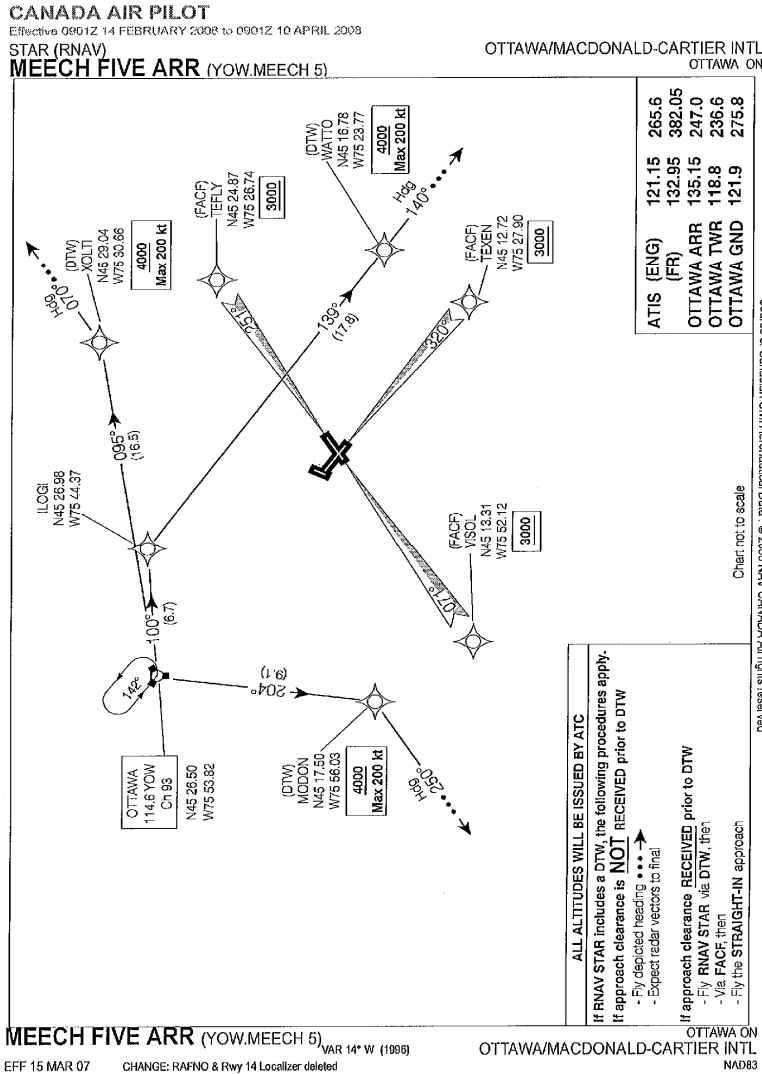 CANADA AIR PILOT
Effective 0901Z 14 FEBRUARY 2008 to 0901Z 10 APRIL 2008
STAR (RNAV)
OTTAWA/MACDONALD-CARTIER INTL
MEECH FIVE ARR (YOW.MEECH 5)
OTTAWA ON
ATIS (ENG) 121.15 265.6
(FR) 132.95 382.05
OTTAWA ARR 135.15 247.0
OTTAWA TWR 118.8 236.6
OTTAWA GND 121.9 275.8
(DTW)
WATTO
N45 16.78
W75 23.77
4000
Max 200 kt
Hdg
140°
(FACF)
TEFLY
N45 24.87
W75 26.74
3000
(DTW)
XOLTI
N45 29.04
W75 30.66
4000
Max 200 kt
Hdg
070°
(FACF)
TEXEN
N45 12.72
W75 27.90
3000
251°
139°
(17.8)
320°
095°
(16.5)
ILOGI
N45 26.98
W75 44.37
(FACF)
VISOL
N45 13.31
W75 52.12
3000
071°
100°
(6.7)
142°
204°
(9.1)
OTTAWA
114.6 YOW
Ch 93
N45 26.50
W75 53.82
(DTW)
MODON
N45 17.50
W75 56.03
4000
Max 200 kt
Hdg
250°
Chart not to scale
ALL ALTITUDES WILL BE ISSUED BY ATC
If RNAV STAR includes a DTW, the following procedures apply.
If approach clearance is NOT RECEIVED prior to DTW
- Fly depicted heading
- Expect radar vectors to final
If approach clearance RECEIVED prior to DTW
- Fly RNAV STAR via DTW, then
- Via FACF, then
- Fly the STRAIGHT-IN approach
NAV CANADA All rights reserved
MEECH FIVE ARR (YOW.MEECH 5)
VAR 14° W (1996)
OTTAWA ON
OTTAWA/MACDONALD-CARTIER INTL
EFF 15 MAR 07
CHANGE: RAFNO & Rwy 14 Localizer deleted
NAD83